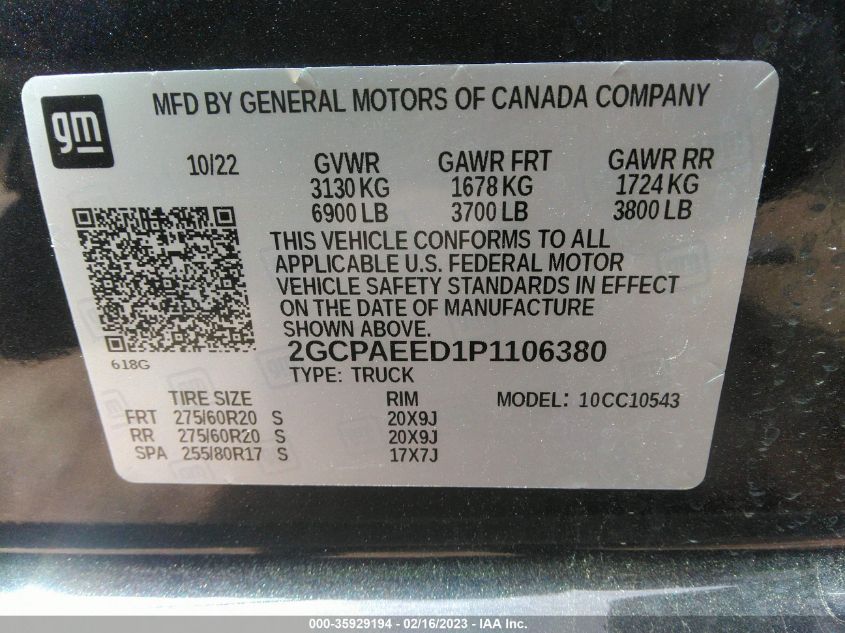 gm
MFD BY GENERAL MOTORS OF CANADA COMPANY
10/22 GVWR GAWR FRT GAWR RR
3130 KG 1678 KG 1724 KG
6900 LB 3700 LB 3800 LB
THIS VEHICLE CONFORMS TO ALL
APPLICABLE U.S. FEDERAL MOTOR
VEHICLE SAFETY STANDARDS IN EFFECT
ON THE DATE OF MANUFACTURE
SHOWN ABOVE.
618G
2GCPAEED1P1106380
TYPE: TRUCK
TIRE SIZE RIM MODEL: 10CC10543
FRT 275/60R20 S 20X9J
RR 275/60R20 S 20X9J
SPA 255/80R17 S 17X7J
000-35929194 - 02/16/2023 - IAA, Inc.